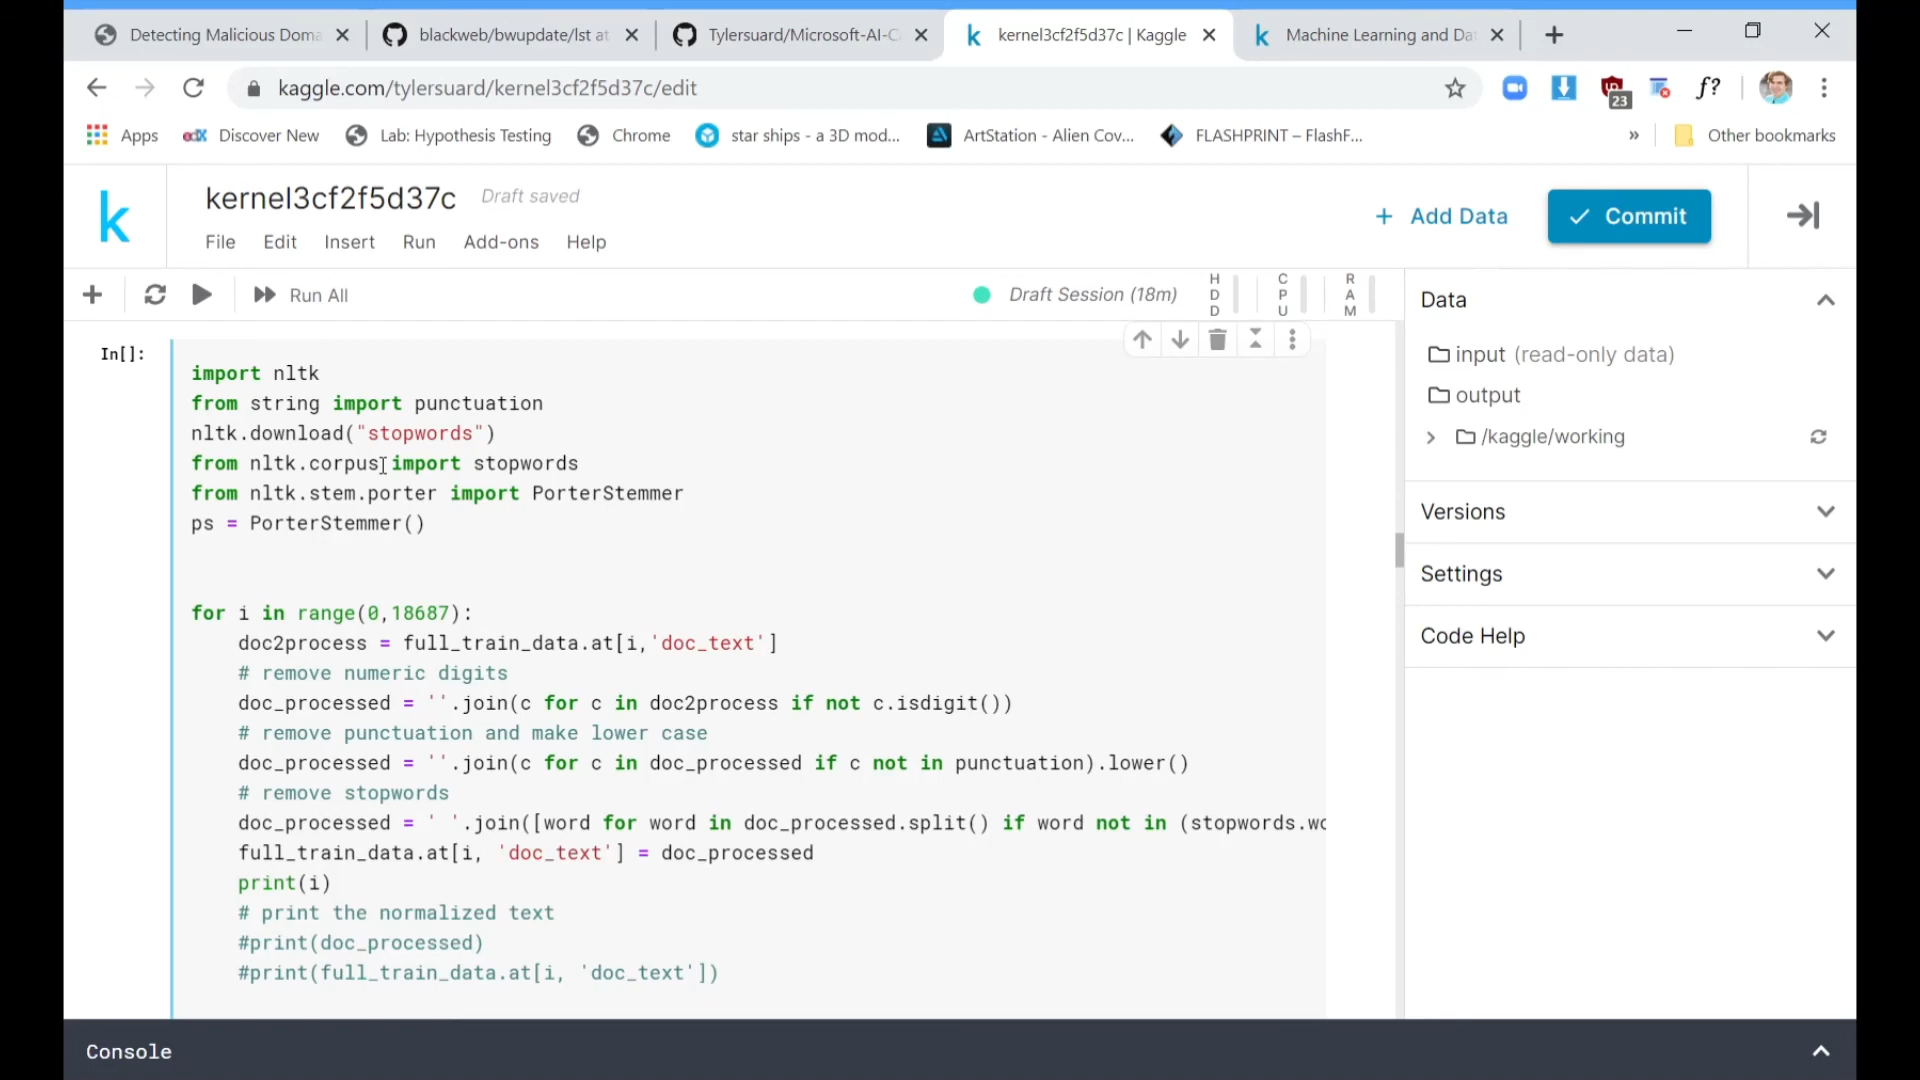 Detecting Malicious Doma
blackweb/bwupdate/lst at
Tylersuard/Microsoft-AI-C
kernel3cf2f5d37c | Kaggle
Machine Learning and Dat
kaggle.com/tylersuard/kernel3cf2f5d37c/edit
23
f?
Apps
edX Discover New
Lab: Hypothesis Testing
Chrome
star ships - a 3D mod...
ArtStation - Alien Cov...
FLASHPRINT – FlashF...
»
Other bookmarks
k
kernel3cf2f5d37c
Draft saved
+ Add Data
Commit
File Edit Insert Run Add-ons Help
Run All
Draft Session (18m)
HDD
CPU
RAM
In[]:
import nltk
from string import punctuation
nltk.download("stopwords")
from nltk.corpus import stopwords
from nltk.stem.porter import PorterStemmer
ps = PorterStemmer()
for i in range(0,18687):
doc2process = full_train_data.at[i,'doc_text']
# remove numeric digits
doc_processed = ''.join(c for c in doc2process if not c.isdigit())
# remove punctuation and make lower case
doc_processed = ''.join(c for c in doc_processed if c not in punctuation).lower()
# remove stopwords
doc_processed = ' '.join([word for word in doc_processed.split() if word not in (stopwords.wo
full_train_data.at[i, 'doc_text'] = doc_processed
print(i)
# print the normalized text
#print(doc_processed)
#print(full_train_data.at[i, 'doc_text'])
Data
input (read-only data)
output
/kaggle/working
Versions
Settings
Code Help
Console